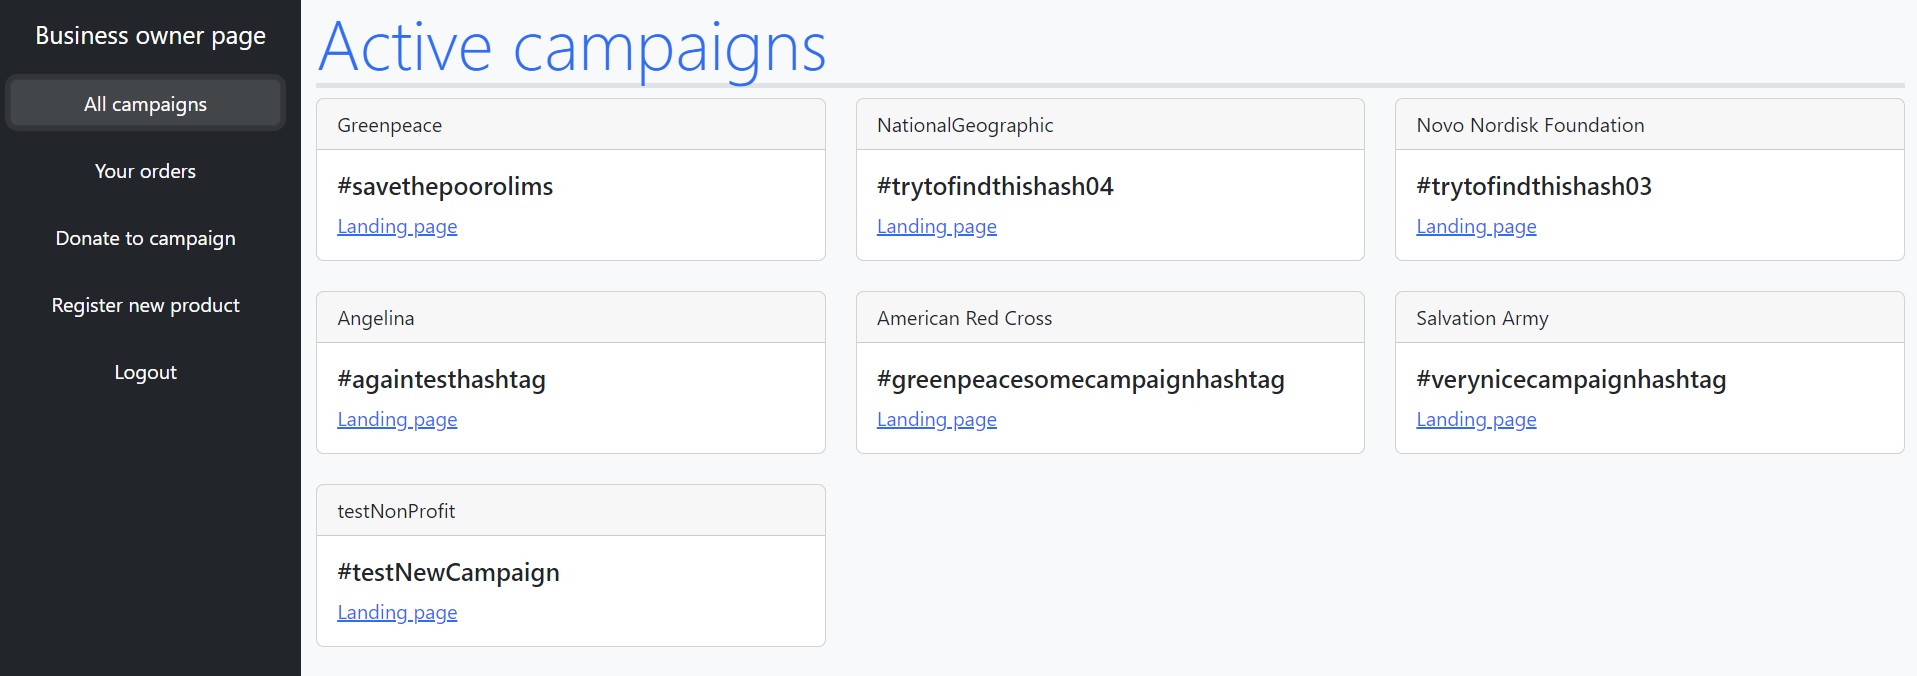 Business owner page
All campaigns
Your orders
Donate to campaign
Register new product
Logout
Active campaigns
Greenpeace
#savethepoorolims
Landing page
NationalGeographic
#trytofindthishash04
Landing page
Novo Nordisk Foundation
#trytofindthishash03
Landing page
Angelina
#againtesthashtag
Landing page
American Red Cross
#greenpeacesomecampaignhashtag
Landing page
Salvation Army
#verynicecampaignhashtag
Landing page
testNonProfit
#testNewCampaign
Landing page